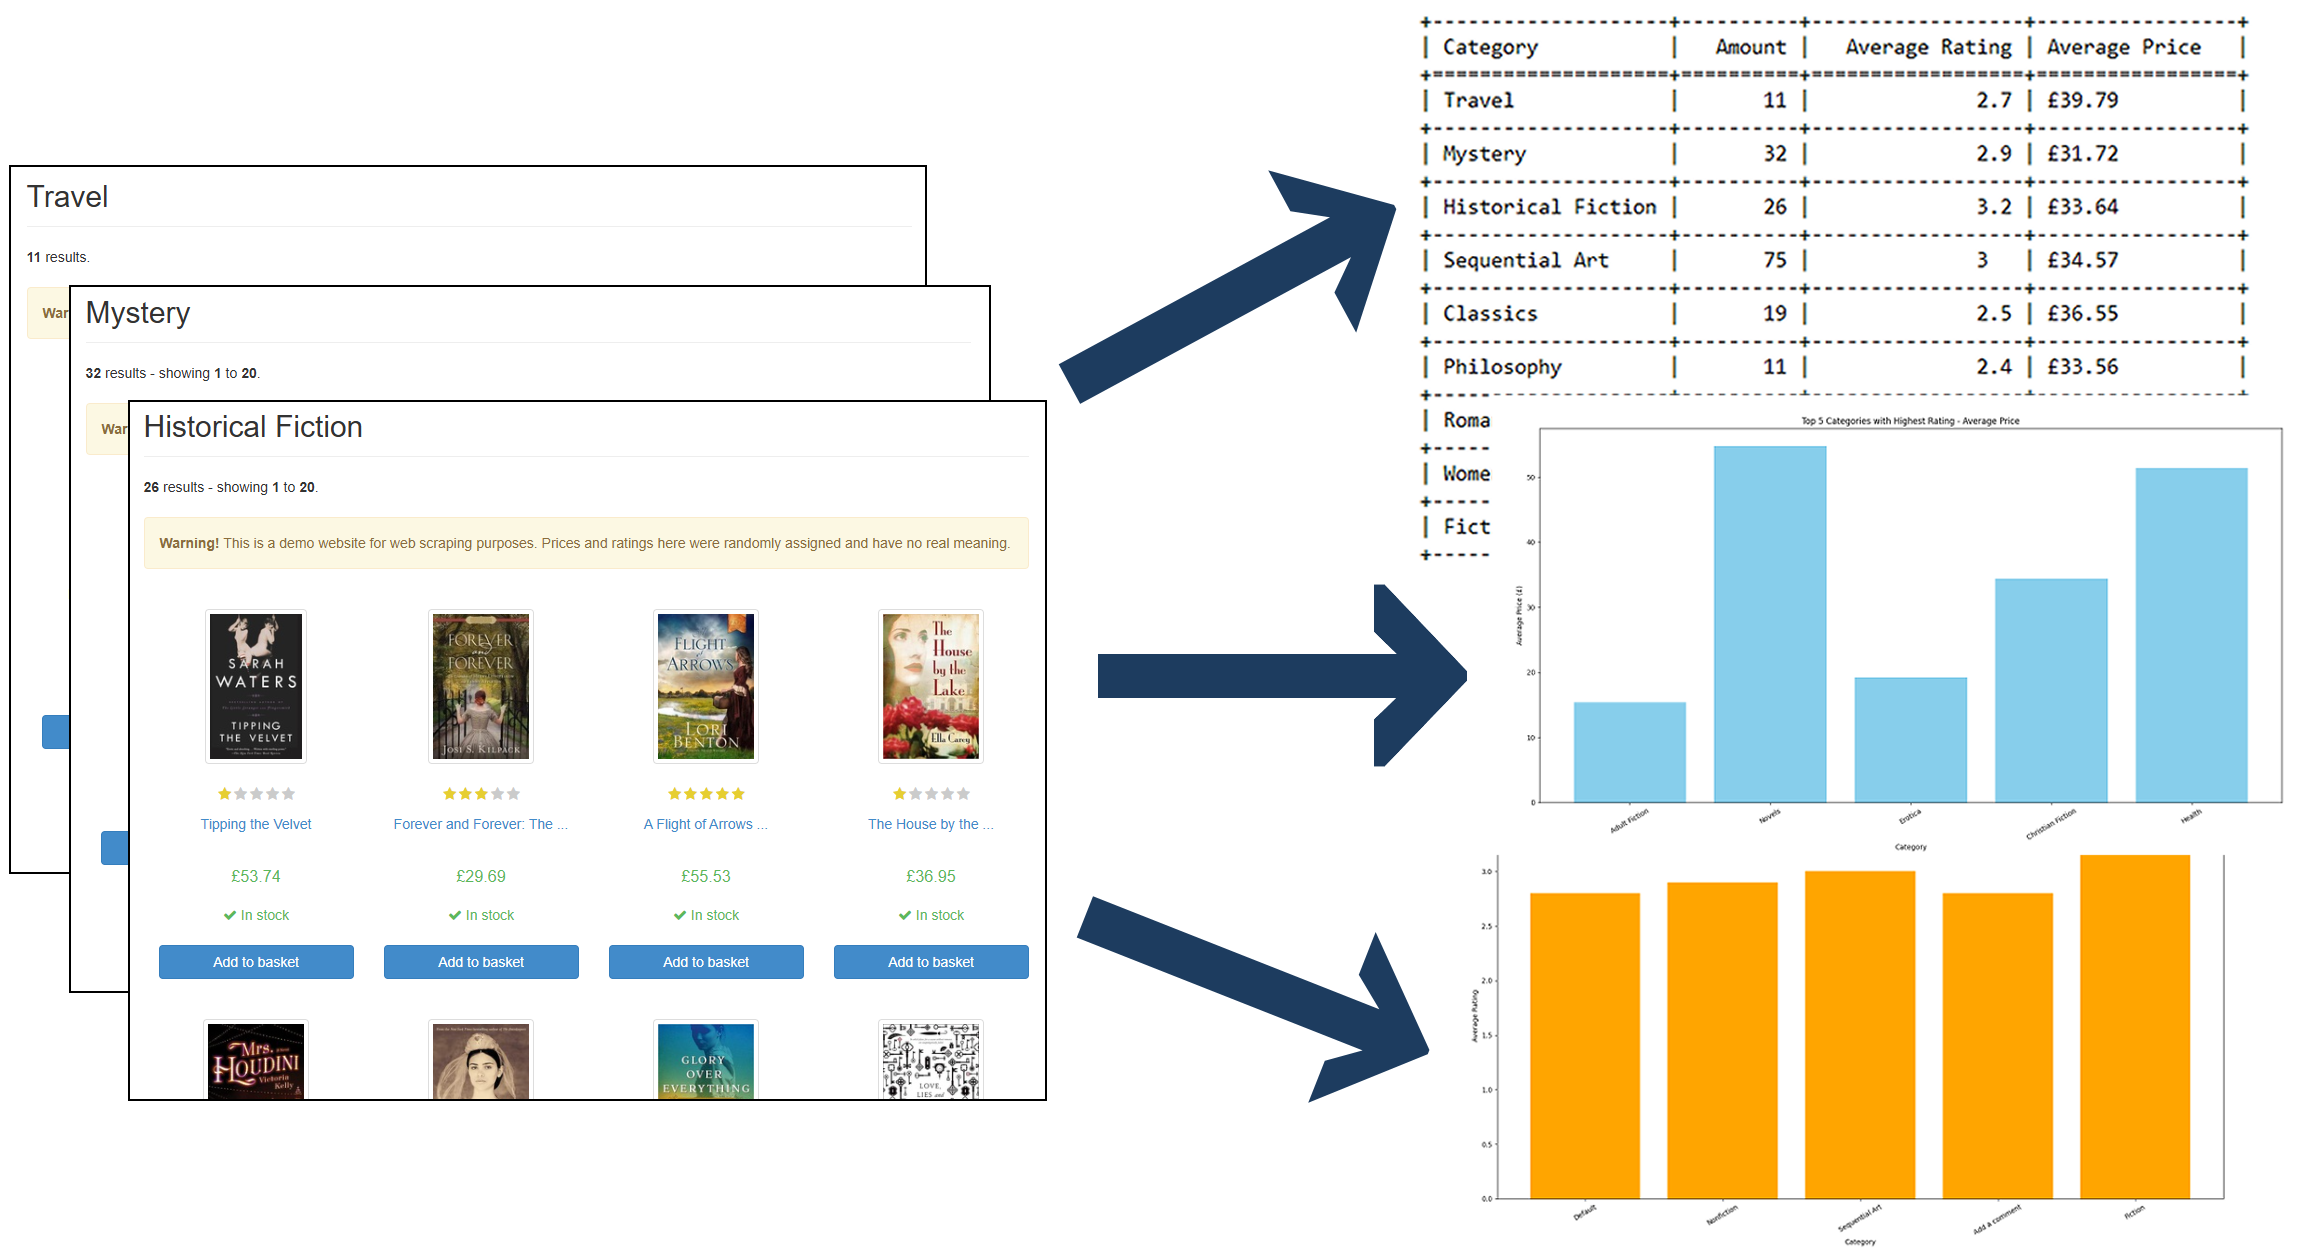 Travel
11 results.
War
Mystery
32 results - showing 1 to 20.
War
Historical Fiction
26 results - showing 1 to 20.
Warning! This is a demo website for web scraping purposes. Prices and ratings here were randomly assigned and have no real meaning.
SARAH
WATERS
TIPPING
THE VELVET
FOREVER
and
FOREVER
JOSI S. KILPACK
FLIGHT
of
ARROWS
LORI
BENTON
The
House
by the
Lake
Ella Carey
Tipping the Velvet
Forever and Forever: The ...
A Flight of Arrows ...
The House by the ...
£53.74
£29.69
£55.53
£36.95
In stock
In stock
In stock
In stock
Add to basket
Add to basket
Add to basket
Add to basket
Mrs.
HOUDINI
Victoria
Kelly
GLORY
OVER
EVERYTHING
LOVE,
LIES and
Category Amount Average Rating Average Price
Travel 11 2.7 £39.79
Mystery 32 2.9 £31.72
Historical Fiction 26 3.2 £33.64
Sequential Art 75 3 £34.57
Classics 19 2.5 £36.55
Philosophy 11 2.4 £33.56
Roma
Wome
Fict
Top 5 Categories with Highest Rating - Average Price
Average Price (£)
50
40
30
20
10
0
Adult Fiction
Novels
Erotica
Christian Fiction
Health
Category
Average Rating
3.0
2.5
2.0
1.5
1.0
0.5
0.0
Default
Nonfiction
Sequential Art
Add a comment
Fiction
Category